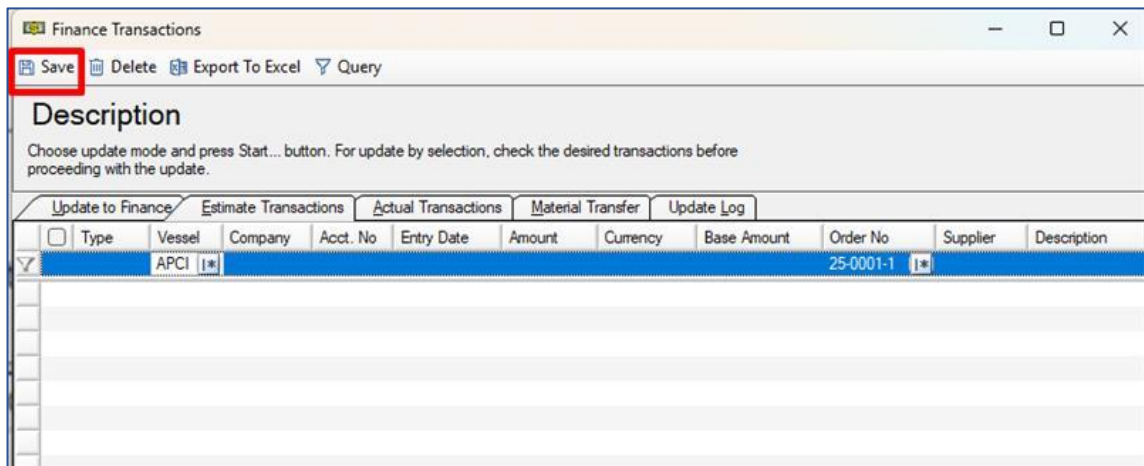 Finance Transactions
Save Delete Export To Excel Query
Description
Choose update mode and press Start... button. For update by selection, check the desired transactions before
proceeding with the update.
Update to Finance Estimate Transactions Actual Transactions Material Transfer Update Log
Type Vessel Company Acct. No Entry Date Amount Currency Base Amount Order No Supplier Description
APCI 25-0001-1